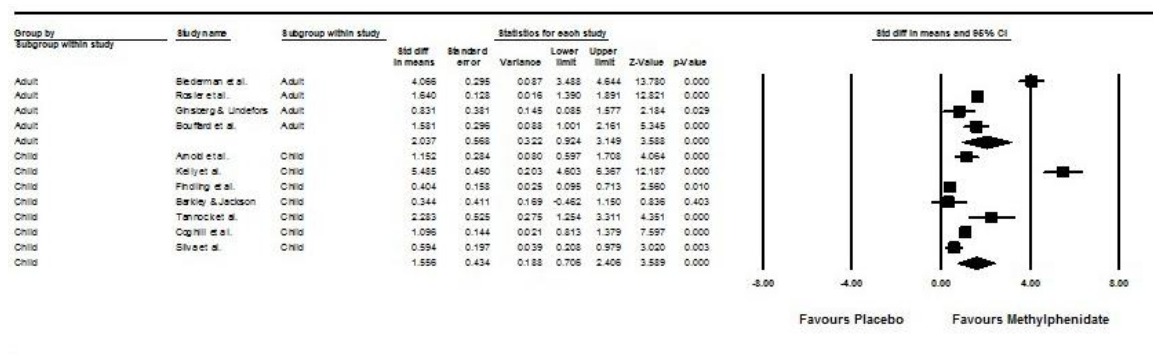 Group by Study name Subgroup within study Statistics for each study Std diff in means and 95% CI
Subgroup within study
Std diff Standard Lower Upper
in means error Variance limit limit Z-Value p-Value
Adult Biederman et al. Adult 4.066 0.295 0.087 3.488 4.644 13.780 0.000
Adult Rosler et al. Adult 1.640 0.128 0.016 1.390 1.891 12.821 0.000
Adult Ginsberg & Lindefors Adult 0.831 0.381 0.145 0.085 1.577 2.184 0.029
Adult Bouffard et al. Adult 1.581 0.296 0.088 1.001 2.161 5.345 0.000
Adult 2.037 0.568 0.322 0.924 3.149 3.588 0.000
Child Arnold et al. Child 1.152 0.284 0.080 0.597 1.708 4.064 0.000
Child Kelly et al. Child 5.485 0.450 0.203 4.603 6.367 12.187 0.000
Child Findling et al. Child 0.404 0.158 0.025 0.095 0.713 2.560 0.010
Child Barkley & Jackson Child 0.344 0.411 0.169 -0.462 1.150 0.836 0.403
Child Tannock et al. Child 2.283 0.525 0.275 1.254 3.311 4.351 0.000
Child Coghill et al. Child 1.096 0.144 0.021 0.813 1.379 7.597 0.000
Child Silva et al. Child 0.594 0.197 0.039 0.208 0.979 3.020 0.003
Child 1.556 0.434 0.188 0.706 2.406 3.589 0.000
-8.00 -4.00 0.00 4.00 8.00
Favours Placebo Favours Methylphenidate